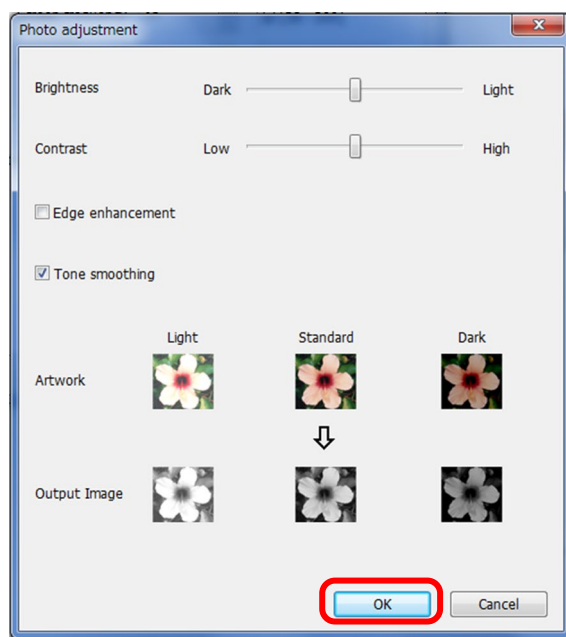 Photo adjustment
Brightness Dark Light
Contrast Low High
Edge enhancement
Tone smoothing
Light Standard Dark
Artwork
Output Image
OK Cancel